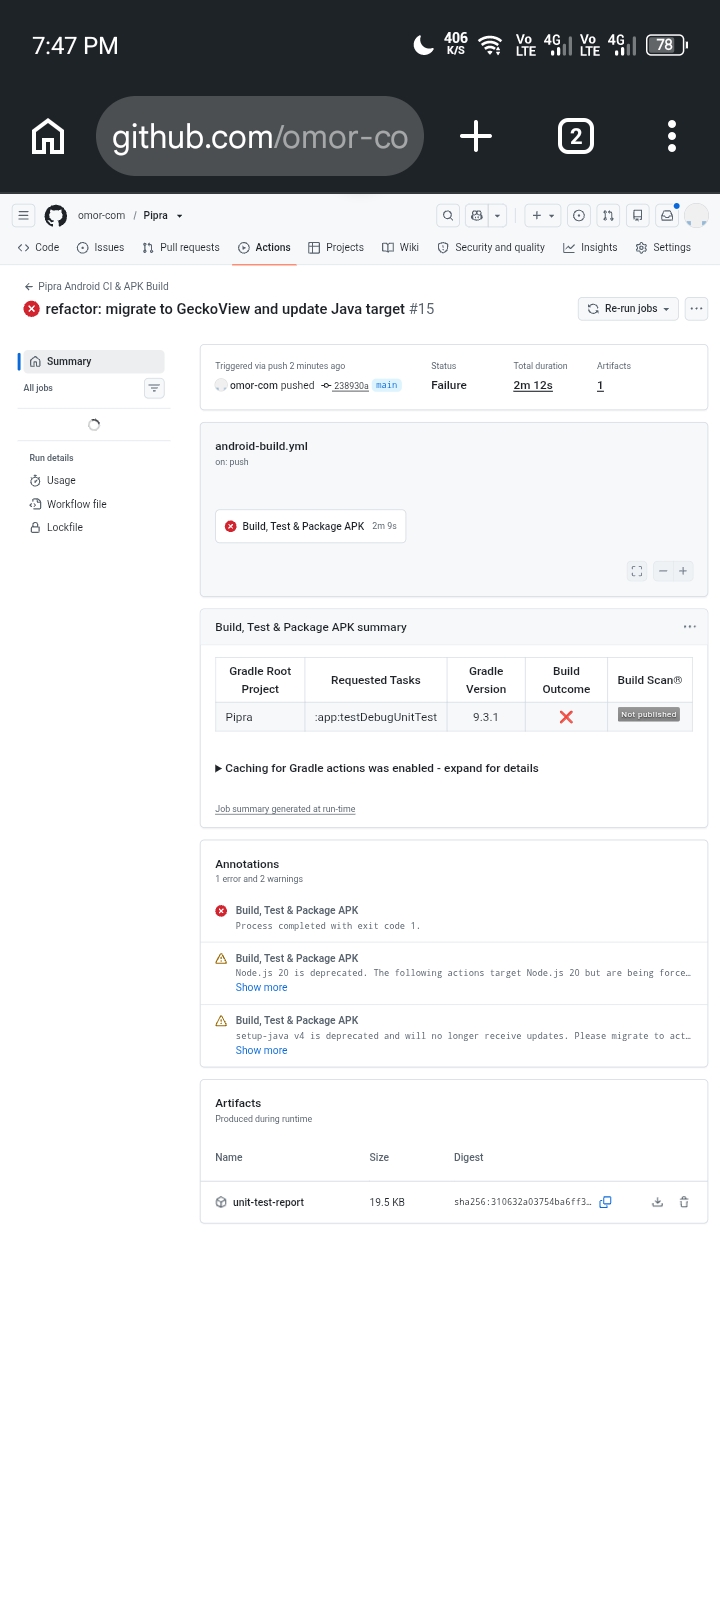 7:47 PM
406 K/S
Vo LTE
4G
Vo LTE
4G
78
github.com/omor-co
2
omor-com / Pipra
Code
Issues
Pull requests
Actions
Projects
Wiki
Security and quality
Insights
Settings
Pipra Android CI & APK Build
refactor: migrate to GeckoView and update Java target #15
Re-run jobs
Summary
All jobs
Run details
Usage
Workflow file
Lockfile
Triggered via push 2 minutes ago
omor-com pushed 238930a main
Status
Failure
Total duration
2m 12s
Artifacts
1
android-build.yml
on: push
Build, Test & Package APK 2m 9s
Build, Test & Package APK summary
Gradle Root Project
Requested Tasks
Gradle Version
Build Outcome
Build Scan®
Pipra
:app:testDebugUnitTest
9.3.1
❌
Not published
Caching for Gradle actions was enabled - expand for details
Job summary generated at run-time
Annotations
1 error and 2 warnings
Build, Test & Package APK
Process completed with exit code 1.
Build, Test & Package APK
Node.js 20 is deprecated. The following actions target Node.js 20 but are being force…
Show more
Build, Test & Package APK
setup-java v4 is deprecated and will no longer receive updates. Please migrate to act…
Show more
Artifacts
Produced during runtime
Name
Size
Digest
unit-test-report
19.5 KB
sha256:310632a03754ba6ff3…